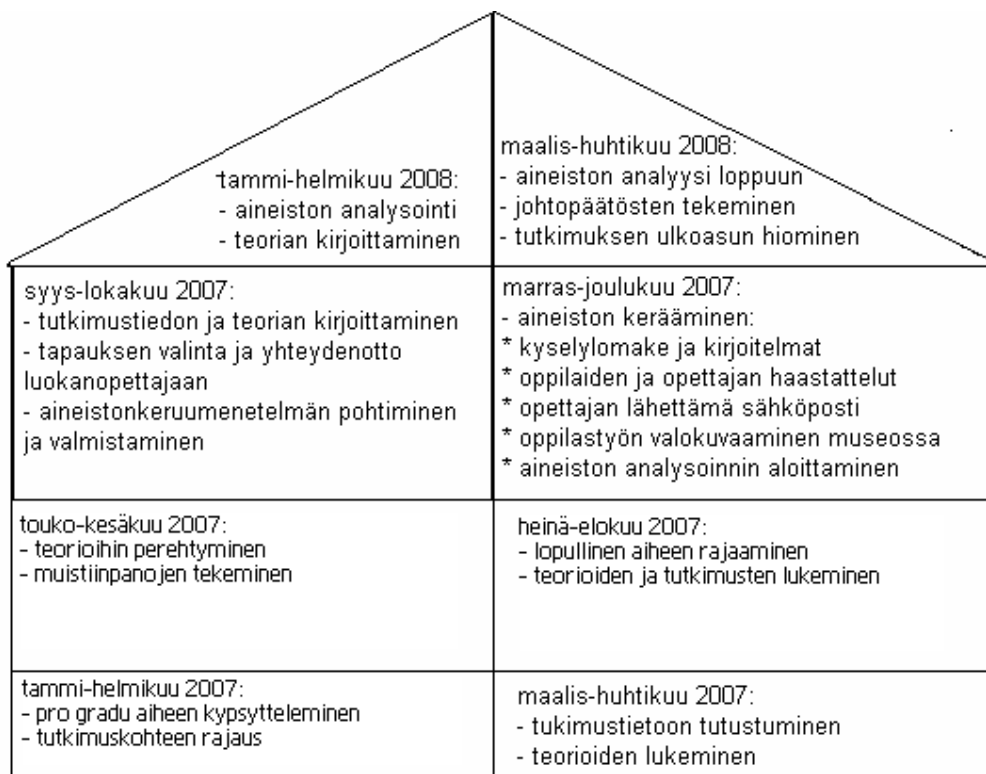 tammi-helmikuu 2008:
- aineiston analysointi
- teorian kirjoittaminen
maalis-huhtikuu 2008:
- aineiston analyysi loppuun
- johtopäätösten tekeminen
- tutkimuksen ulkoasun hiominen
syys-lokakuu 2007:
- tutkimustiedon ja teorian kirjoittaminen
- tapauksen valinta ja yhteydenotto
luokanopettajaan
- aineistonkeruumenetelmän pohtiminen
ja valmistaminen
marras-joulukuu 2007:
- aineiston kerääminen:
* kyselylomake ja kirjoitelmat
* oppilaiden ja opettajan haastattelut
* opettajan lähettämä sähköposti
* oppilastyön valokuvaaminen museossa
* aineiston analysoinnin aloittaminen
touko-kesäkuu 2007:
- teorioihin perehtyminen
- muistiinpanojen tekeminen
heinä-elokuu 2007:
- lopullinen aiheen rajaaminen
- teorioiden ja tutkimusten lukeminen
tammi-helmikuu 2007:
- pro gradu aiheen kypsytteleminen
- tutkimuskohteen rajaus
maalis-huhtikuu 2007:
- tukimustietoon tutustuminen
- teorioiden lukeminen